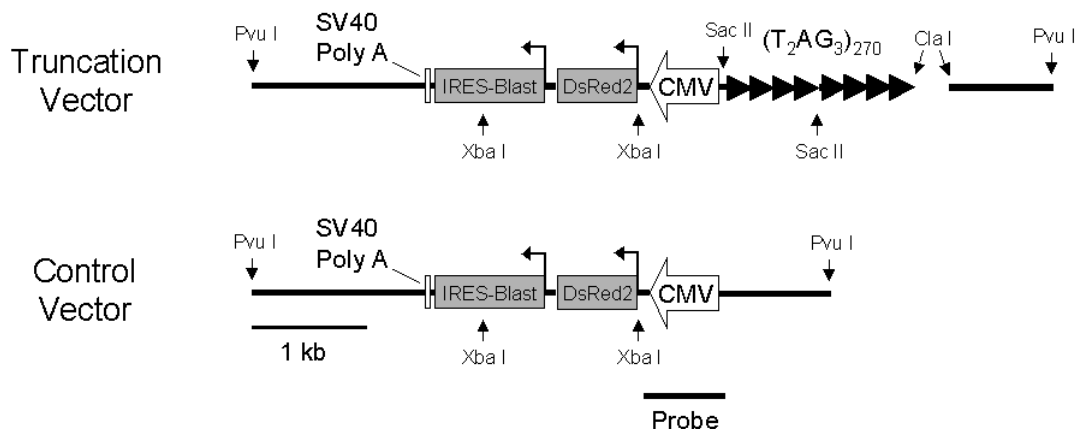 SV40
Poly A
Pvu I
Sac II
(T₂AG₃)₂₇₀
Cla I
Pvu I
Truncation
Vector
IRES-Blast
DsRed2
CMV
Xba I
Xba I
Sac II
SV40
Poly A
Pvu I
Pvu I
Control
Vector
IRES-Blast
DsRed2
CMV
1 kb
Xba I
Xba I
Probe